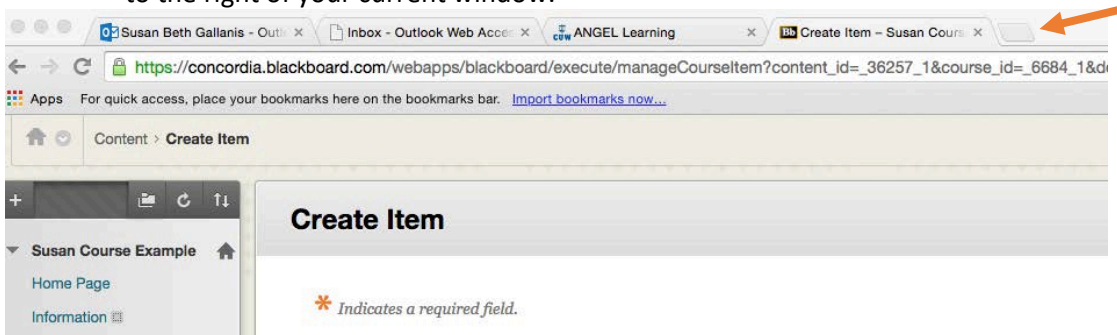 to the right of your current window.
Susan Beth Gallanis - Outl
Inbox - Outlook Web Acce
CUW ANGEL Learning
Bb Create Item – Susan Cours
https://concordia.blackboard.com/webapps/blackboard/execute/manageCourseItem?content_id=_36257_1&course_id=_6684_1&d
Apps For quick access, place your bookmarks here on the bookmarks bar. Import bookmarks now...
Content > Create Item
Create Item
Susan Course Example
Home Page
* Indicates a required field.
Information